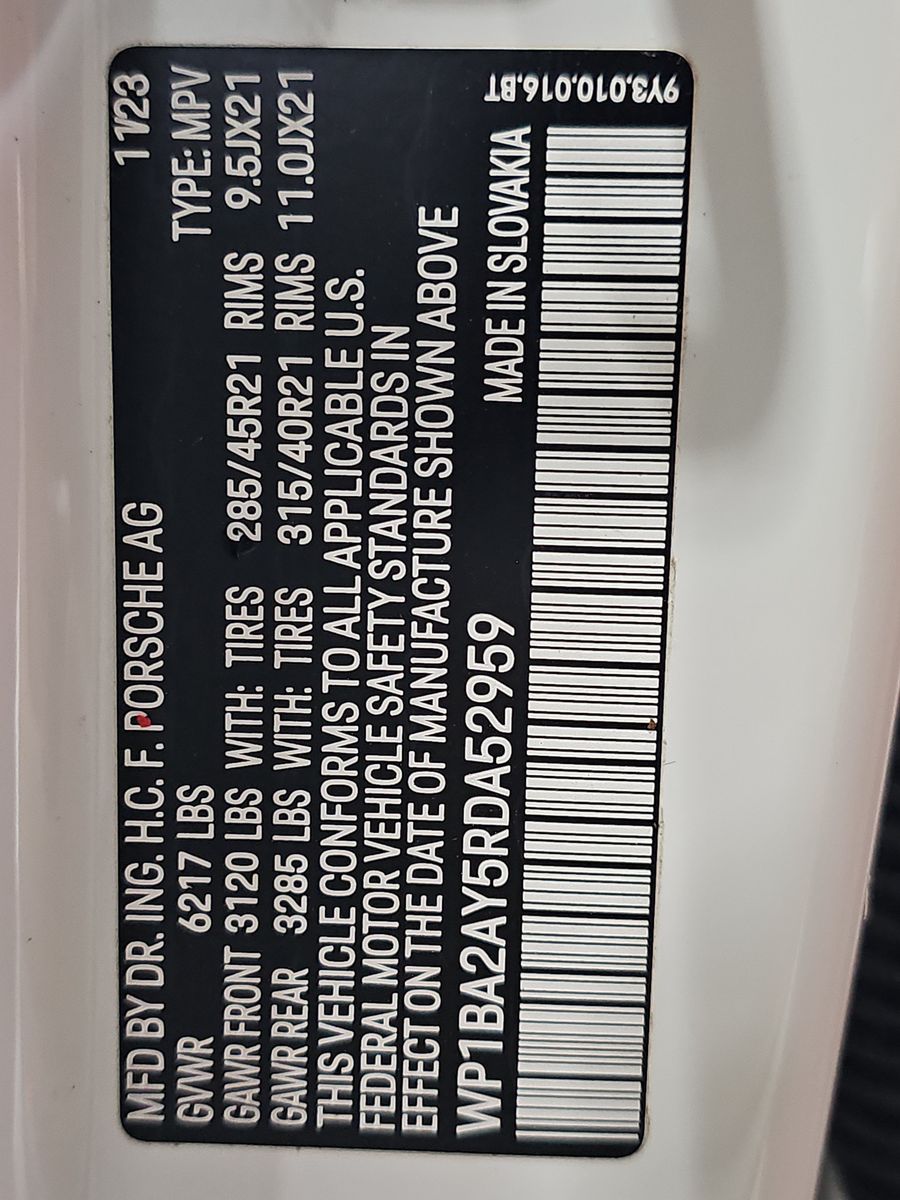 MFD BY DR. ING. H.C. F. PORSCHE AG 11/23
GVWR 6217 LBS TYPE: MPV
GAWR FRONT 3120 LBS WITH: TIRES 285/45R21 RIMS 9.5JX21
GAWR REAR 3285 LBS WITH: TIRES 315/40R21 RIMS 11.0JX21
THIS VEHICLE CONFORMS TO ALL APPLICABLE U.S.
FEDERAL MOTOR VEHICLE SAFETY STANDARDS IN
EFFECT ON THE DATE OF MANUFACTURE SHOWN ABOVE
WP1BA2AY5RDA52959 MADE IN SLOVAKIA
9Y3.010.016.BT